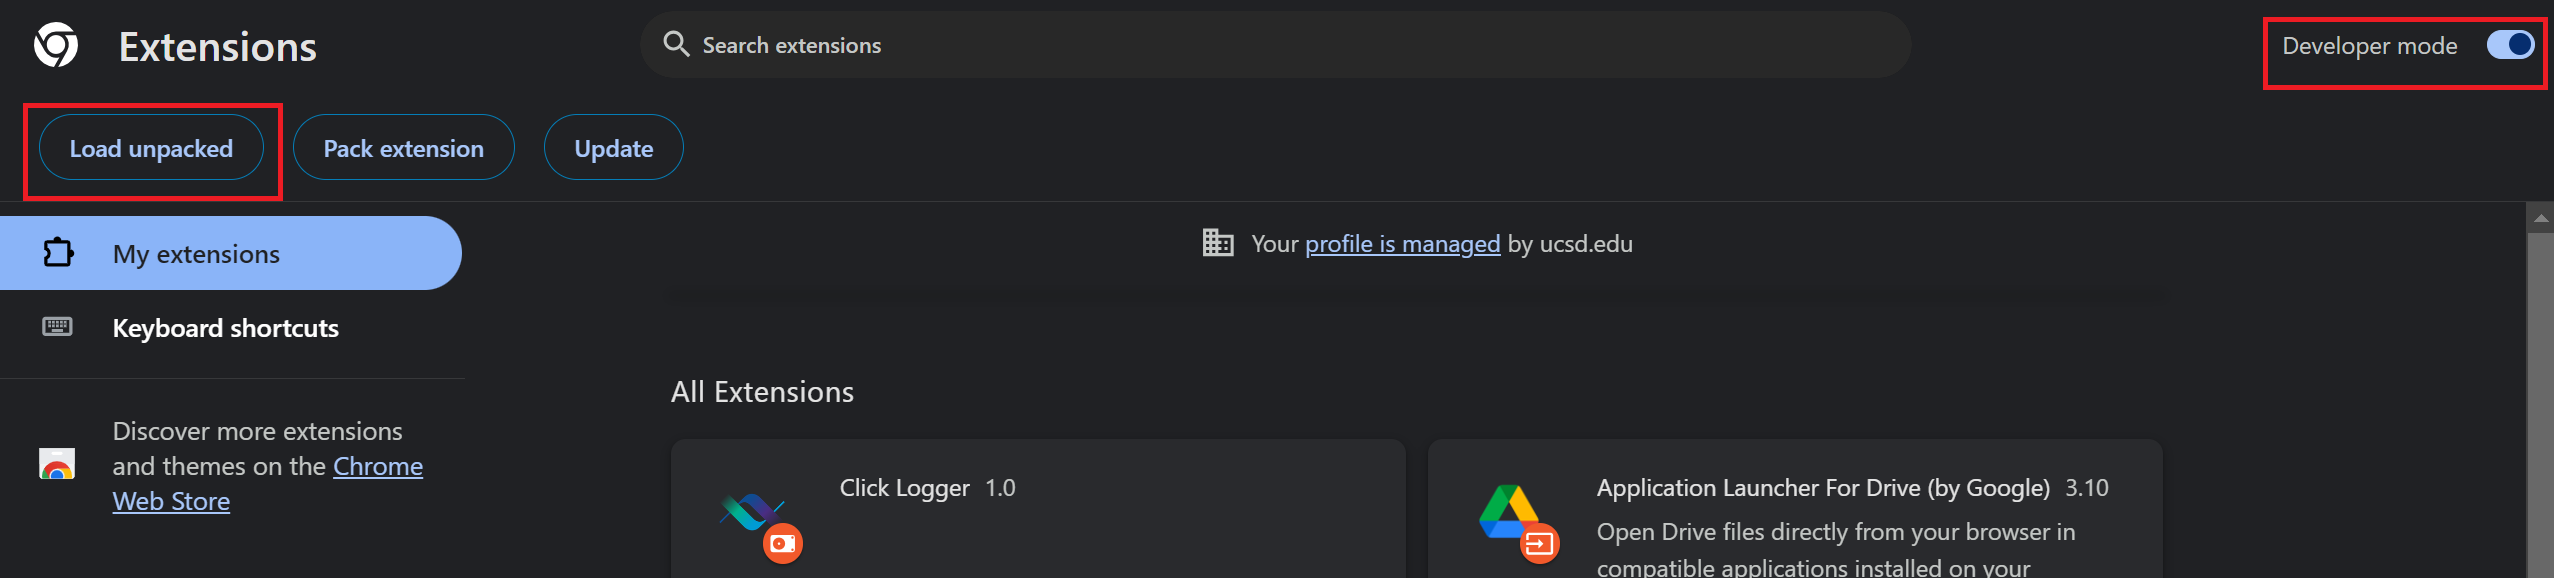 Extensions
Search extensions
Developer mode
Load unpacked
Pack extension
Update
My extensions
Keyboard shortcuts
Discover more extensions
and themes on the Chrome
Web Store
Your profile is managed by ucsd.edu
All Extensions
Click Logger 1.0
Application Launcher For Drive (by Google) 3.10
Open Drive files directly from your browser in
compatible applications installed on your